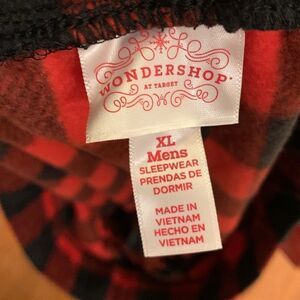 WONDERSHOP
AT TARGET
XL
Mens
SLEEPWEAR
PRENDAS DE
DORMIR
MADE IN
VIETNAM
HECHO EN
VIETNAM